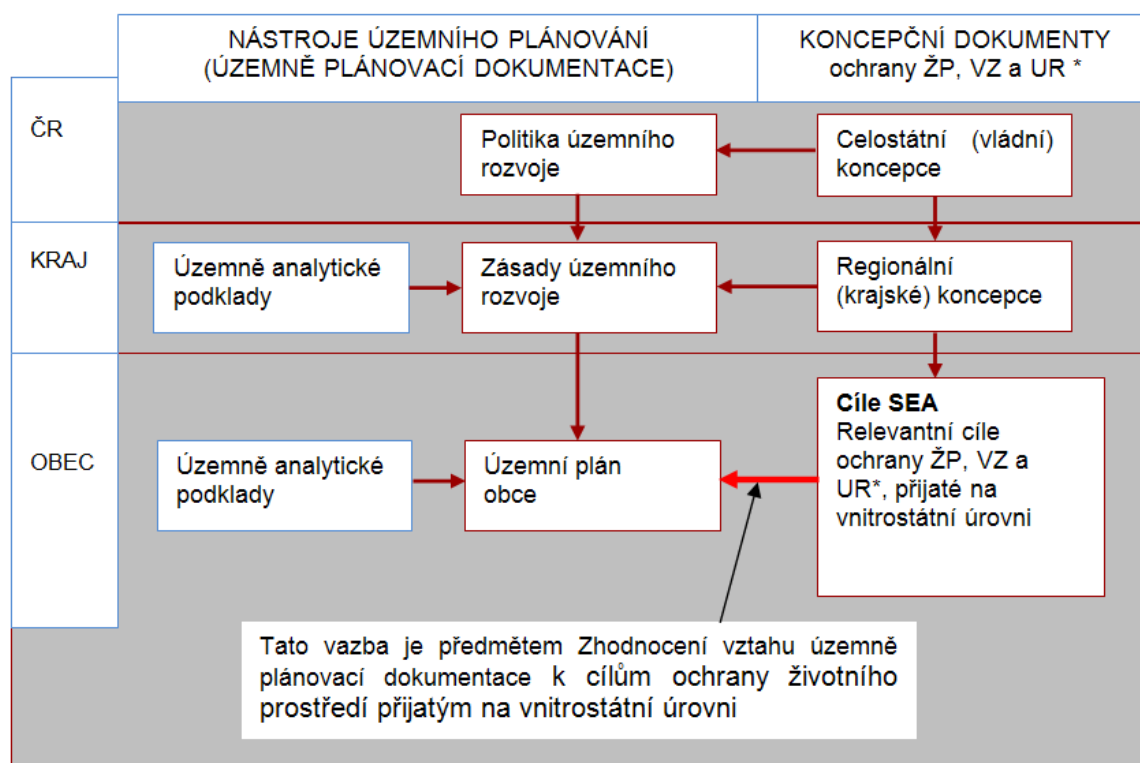 NÁSTROJE ÚZEMNÍHO PLÁNOVÁNÍ
(ÚZEMNĚ PLÁNOVACÍ DOKUMENTACE)
KONCEPČNÍ DOKUMENTY
ochrany ŽP, VZ a UR *
ČR
Politika územního
rozvoje
Celostátní (vládní)
koncepce
KRAJ
Územně analytické
podklady
Zásady územního
rozvoje
Regionální
(krajské) koncepce
OBEC
Územně analytické
podklady
Územní plán
obce
Cíle SEA
Relevantní cíle
ochrany ŽP, VZ a
UR*, přijaté na
vnitrostátní úrovni
Tato vazba je předmětem Zhodnocení vztahu územně
plánovací dokumentace k cílům ochrany životního
prostředí přijatým na vnitrostátní úrovni